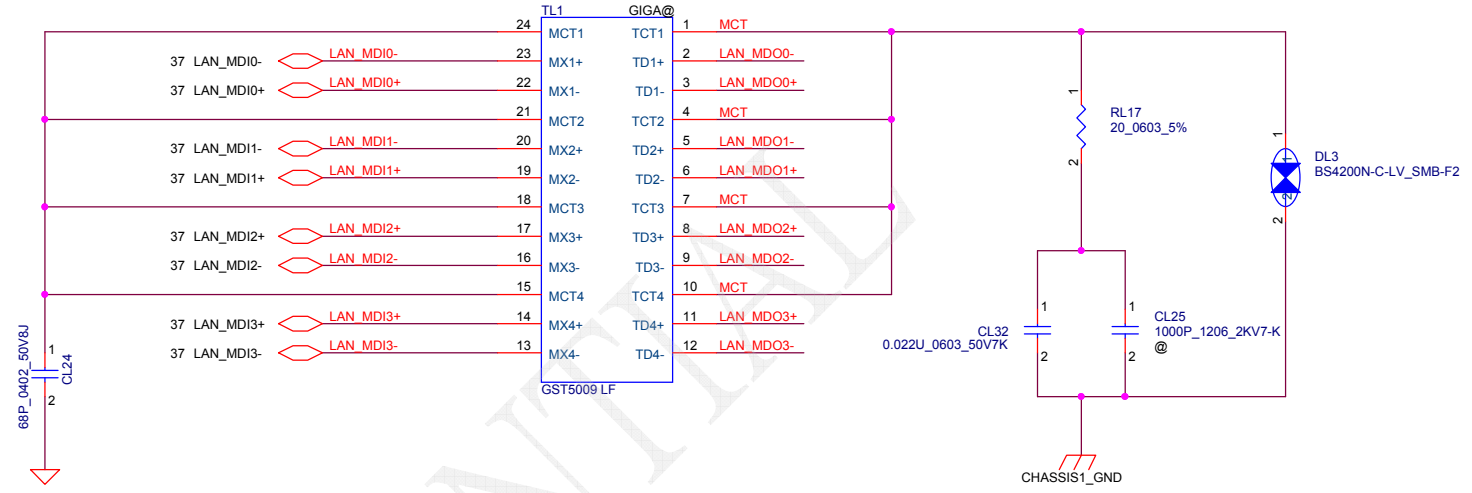 TL1
GIGA@
24 MCT1 TCT1 1 MCT
37 LAN_MDI0- LAN_MDI0- 23 MX1+ TD1+ 2 LAN_MDO0-
37 LAN_MDI0+ LAN_MDI0+ 22 MX1- TD1- 3 LAN_MDO0+
21 MCT2 TCT2 4 MCT
37 LAN_MDI1- LAN_MDI1- 20 MX2+ TD2+ 5 LAN_MDO1-
37 LAN_MDI1+ LAN_MDI1+ 19 MX2- TD2- 6 LAN_MDO1+
18 MCT3 TCT3 7 MCT
37 LAN_MDI2+ LAN_MDI2+ 17 MX3+ TD3+ 8 LAN_MDO2+
37 LAN_MDI2- LAN_MDI2- 16 MX3- TD3- 9 LAN_MDO2-
15 MCT4 TCT4 10 MCT
37 LAN_MDI3+ LAN_MDI3+ 14 MX4+ TD4+ 11 LAN_MDO3+
37 LAN_MDI3- LAN_MDI3- 13 MX4- TD4- 12 LAN_MDO3-
GST5009 LF
1
2
CL24
68P_0402_50V8J
1
RL17
20_0603_5%
2
1
1
DL3
BS4200N-C-LV_SMB-F2
2
2
1
CL32
0.022U_0603_50V7K
2
1
CL25
1000P_1206_2KV7-K
@
2
CHASSIS1_GND
NTIAL